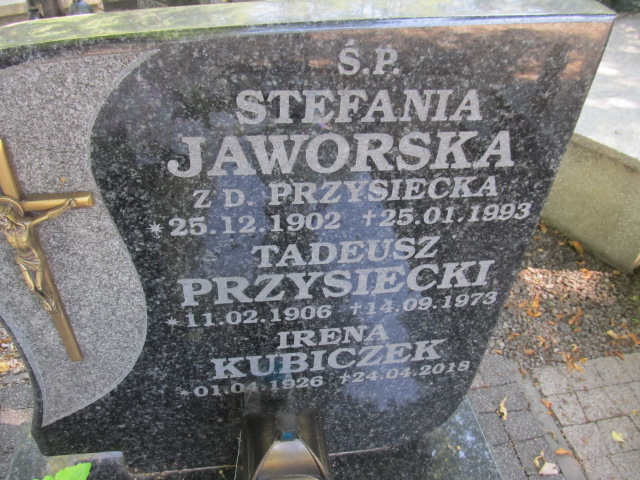 Ś.P.
STEFANIA
JAWORSKA
Z D. PRZYSIECKA
*25.12.1902 +25.01.1993
TADEUSZ
PRZYSIECKI
*11.02.1906 +14.09.1973
IRENA
KUBICZEK
*01.04.1926 +24.04.2018